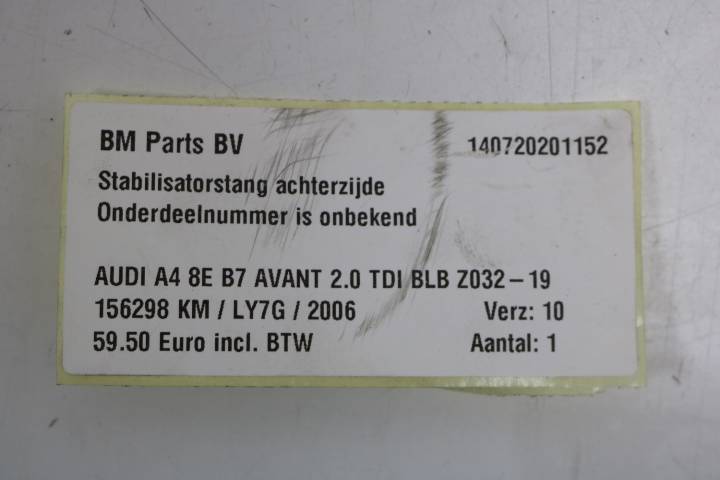 BM Parts BV 140720201152
Stabilisatorstang achterzijde
Onderdeelnummer is onbekend
AUDI A4 8E B7 AVANT 2.0 TDI BLB Z032-19
156298 KM / LY7G / 2006 Verz: 10
59.50 Euro incl. BTW Aantal: 1